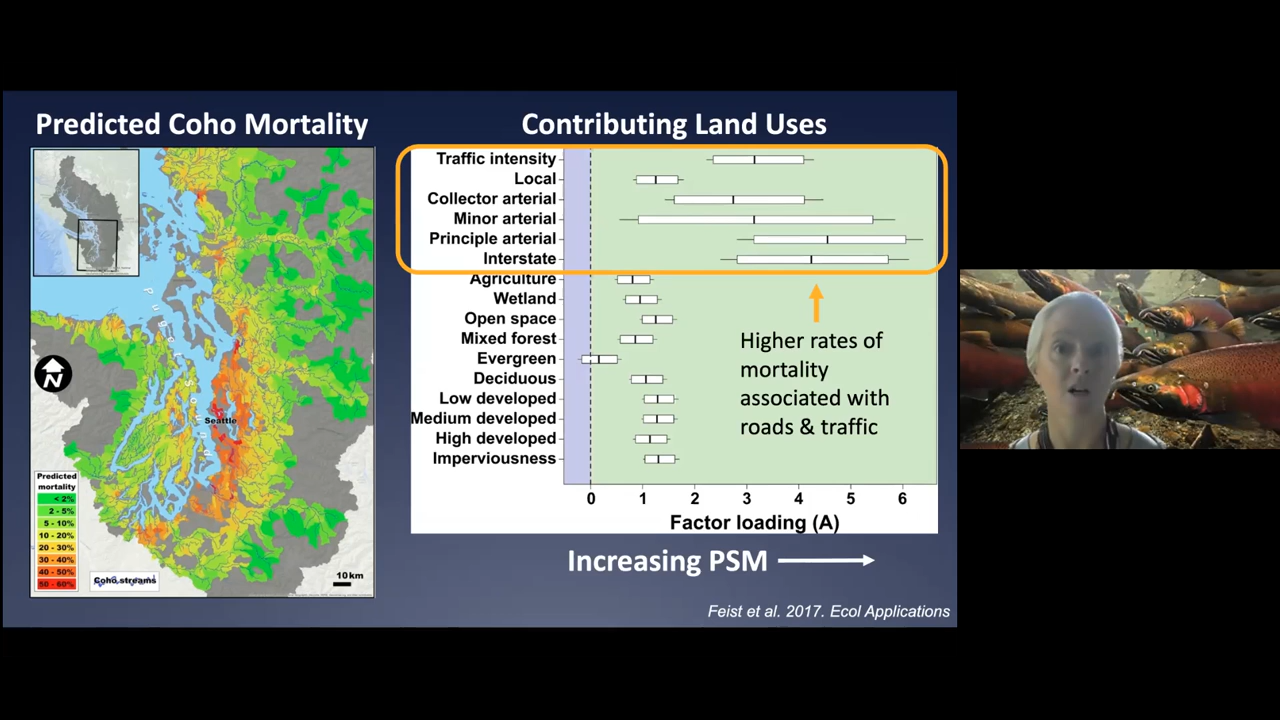 Predicted Coho Mortality
Puget Sound
Seattle
N
Predicted
mortality
< 2%
2 - 5%
5 - 10%
10 - 20%
20 - 30%
30 - 40%
40 - 50%
50 - 60%
Coho streams
10 km
Contributing Land Uses
Traffic intensity
Local
Collector arterial
Minor arterial
Principle arterial
Interstate
Agriculture
Wetland
Open space
Mixed forest
Evergreen
Deciduous
Low developed
Medium developed
High developed
Imperviousness
0 1 2 3 4 5 6
Factor loading (A)
Higher rates of
mortality
associated with
roads & traffic
Increasing PSM
Feist et al. 2017. Ecol Applications